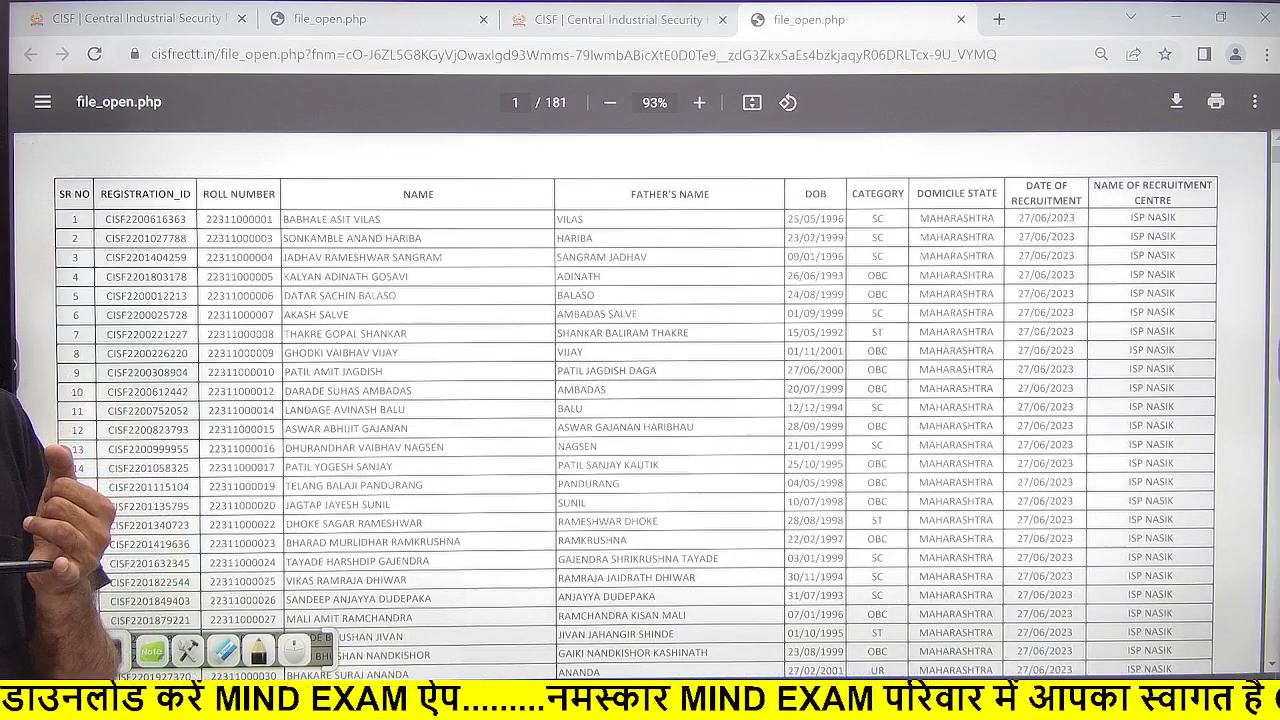 CISF | Central Industrial Security
file_open.php
CISF | Central Industrial Security
file_open.php
file_open.php
1 / 181
93%
SR NO REGISTRATION_ID ROLL NUMBER NAME FATHER'S NAME DOB CATEGORY DOMICILE STATE DATE OF RECRUITMENT NAME OF RECRUITMENT CENTRE
1 CISF2200616363 22311000001 BABHALE ASIT VILAS VILAS 25/05/1996 SC MAHARASHTRA 27/06/2023 ISP NASIK
2 CISF2201027788 22311000003 SONKAMBLE ANAND HARIBA HARIBA 23/02/1999 SC MAHARASHTRA 27/06/2023 ISP NASIK
3 CISF2201404259 22311000004 JADHAV RAMESHWAR SANGRAM SANGRAM JADHAV 09/01/1996 SC MAHARASHTRA 27/06/2023 ISP NASIK
4 CISF2201803178 22311000005 KALYAN ADINATH GOSAVI ADINATH 26/06/1993 OBC MAHARASHTRA 27/06/2023 ISP NASIK
5 CISF2200012213 22311000006 DATAR SACHIN BALASO BALASO 24/08/1999 OBC MAHARASHTRA 27/06/2023 ISP NASIK
6 CISF2200025728 22311000007 AKASH SALVE AMBADAS SALVE 01/09/1999 SC MAHARASHTRA 27/06/2023 ISP NASIK
7 CISF2200221227 22311000008 THAKRE GOPAL SHANKAR SHANKAR BALIRAM THAKRE 15/05/1992 ST MAHARASHTRA 27/06/2023 ISP NASIK
8 CISF2200226220 22311000009 GHODKI VAIBHAV VIJAY VIJAY 01/11/2001 OBC MAHARASHTRA 27/06/2023 ISP NASIK
9 CISF2200308904 22311000010 PATIL AMIT JAGDISH PATIL JAGDISH DAGA 27/06/2000 OBC MAHARASHTRA 27/06/2023 ISP NASIK
10 CISF2200612442 22311000012 DARADE SUHAS AMBADAS AMBADAS 20/07/1999 OBC MAHARASHTRA 27/06/2023 ISP NASIK
11 CISF2200752052 22311000014 LANDAGE AVINASH BALU BALU 12/12/1994 SC MAHARASHTRA 27/06/2023 ISP NASIK
12 CISF2200823793 22311000015 ASWAR ABHIJIT GAJANAN ASWAR GAJANAN HARIBHAU 28/09/1999 OBC MAHARASHTRA 27/06/2023 ISP NASIK
13 CISF2200999955 22311000016 DHURANDHAR VAIBHAV NAGSEN NAGSEN 21/01/1999 SC MAHARASHTRA 27/06/2023 ISP NASIK
14 CISF2201058325 22311000017 PATIL YOGESH SANJAY PATIL SANJAY KAUTIK 25/10/1995 OBC MAHARASHTRA 27/06/2023 ISP NASIK
CISF2201115104 22311000019 TELANG BALAJI PANDURANG PANDURANG 04/05/1998 OBC MAHARASHTRA 27/06/2023 ISP NASIK
CISF2201135795 22311000020 JAGTAP JAYESH SUNIL SUNIL 10/07/1998 OBC MAHARASHTRA 27/06/2023 ISP NASIK
CISF2201340723 22311000022 DHOKE SAGAR RAMESHWAR RAMESHWAR DHOKE 28/08/1998 ST MAHARASHTRA 27/06/2023 ISP NASIK
CISF2201419636 22311000023 BHARAD MURLIDHAR RAMKRUSHNA RAMKRUSHNA 22/02/1997 OBC MAHARASHTRA 27/06/2023 ISP NASIK
CISF2201632345 22311000024 TAYADE HARSHDIP GAJENDRA GAJENDRA SHRIKRUSHNA TAYADE 03/01/1999 SC MAHARASHTRA 27/06/2023 ISP NASIK
CISF2201822544 22311000025 VIKAS RAMRAJA DHIWAR RAMRAJA JAIDRATH DHIWAR 30/11/1994 SC MAHARASHTRA 27/06/2023 ISP NASIK
CISF2201849403 22311000026 SANDEEP ANJAYYA DUDEPAKA ANJAYYA DUDEPAKA 31/07/1993 SC MAHARASHTRA 27/06/2023 ISP NASIK
CISF2201879221 22311000027 MALI AMIT RAMCHANDRA RAMCHANDRA KISAN MALI 07/01/1996 OBC MAHARASHTRA 27/06/2023 ISP NASIK
JIVAN JIVAN JAHANGIR SHINDE 01/10/1995 ST MAHARASHTRA 27/06/2023 ISP NASIK
NANDKISHOR GAIKI NANDKISHOR KASHINATH 23/08/1999 OBC MAHARASHTRA 27/06/2023 ISP NASIK
CISF2201927370 22311000030 BHAKARE SURAJ ANANDA ANANDA 27/02/2001 UR MAHARASHTRA 27/06/2023 ISP NASIK
Note
डाउनलोड करें MIND EXAM ऐप.........नमस्कार MIND EXAM परिवार में आपका स्वागत है